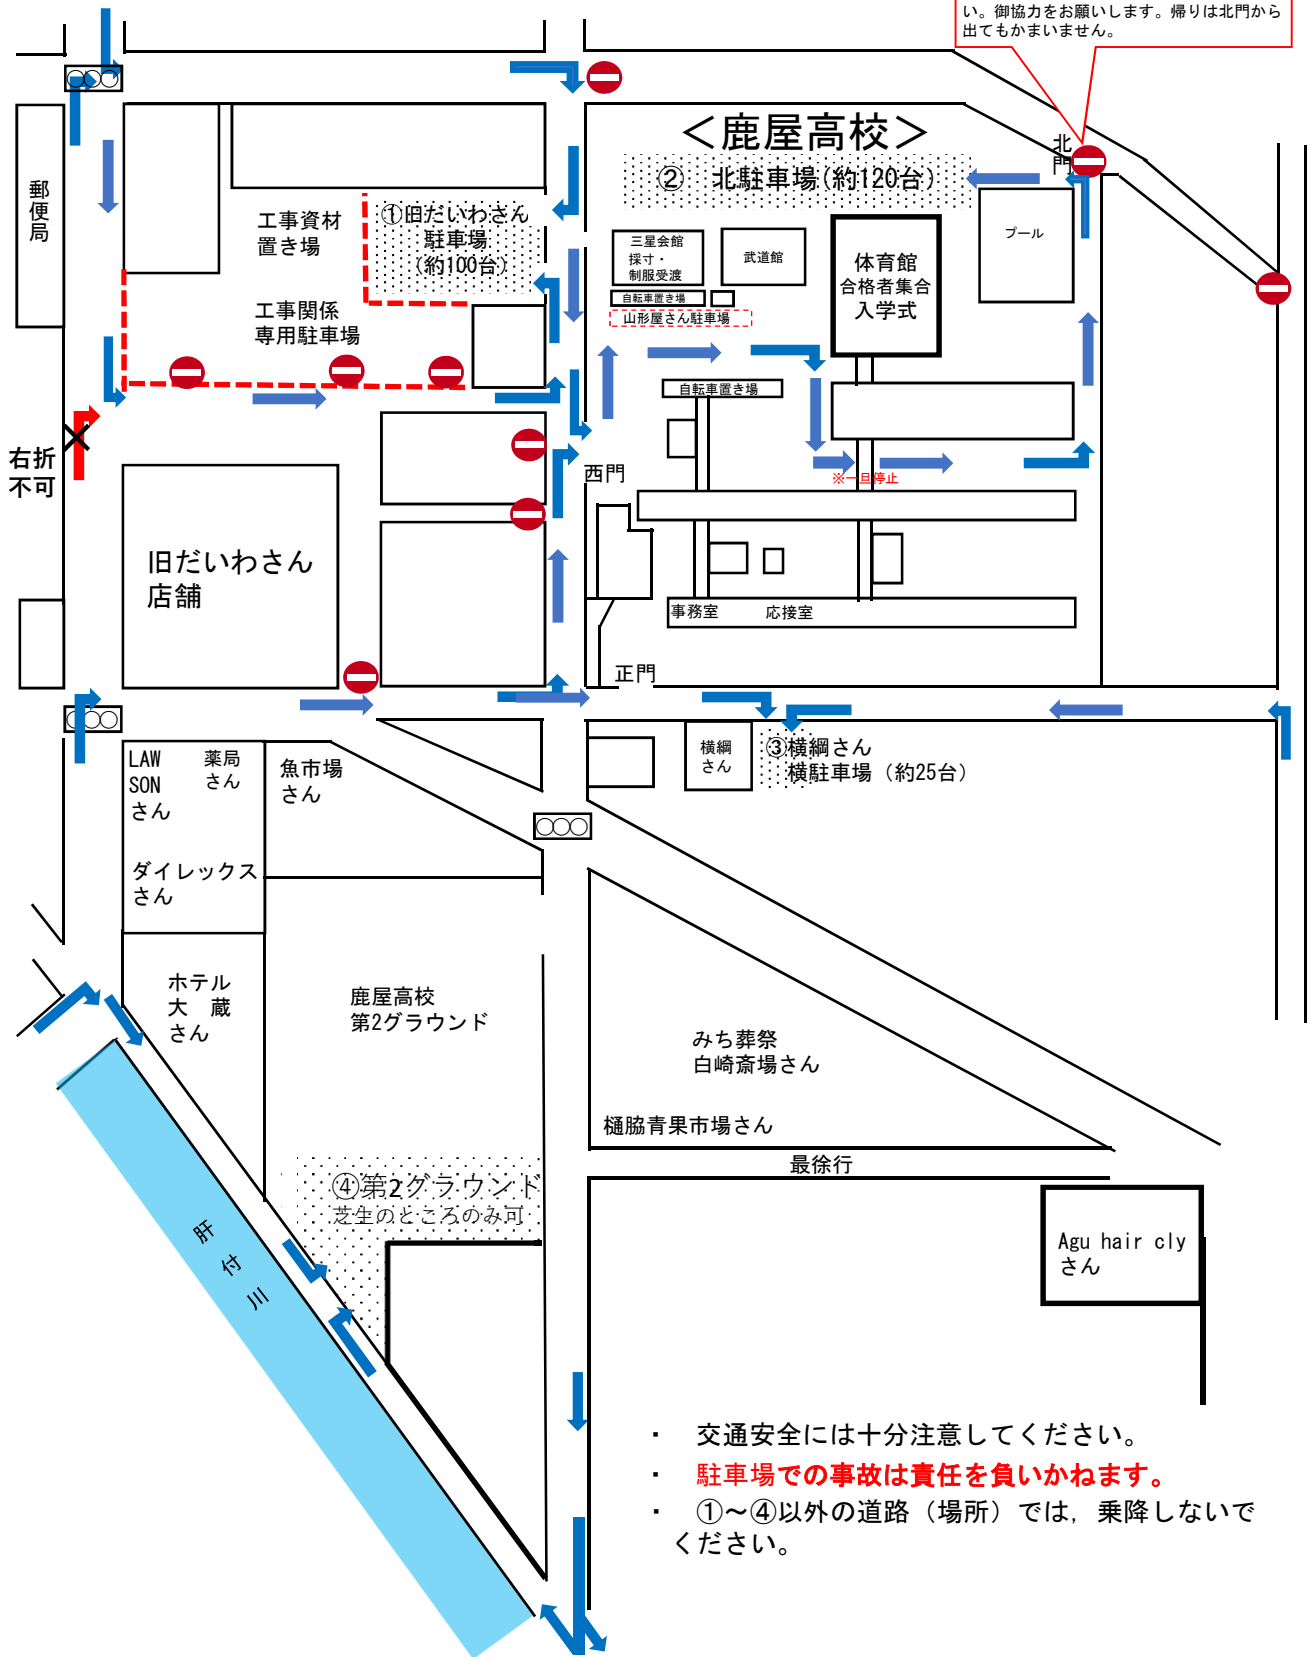 い。御協力をお願いします。帰りは北門から
出てもかまいません。
＜鹿屋高校＞
北
門
② 北駐車場(約120台)
郵便局
工事資材
置き場
①旧だいわさん
駐車場
(約100台)
プール
三星会館
採寸・
制服受渡
武道館
体育館
合格者集合
入学式
自転車置き場
山形屋さん駐車場
工事関係
専用駐車場
自転車置き場
右折
不可
西門
※一旦停止
旧だいわさん
店舗
事務室
応接室
正門
横綱
さん
③横綱さん
横駐車場（約25台）
LAW
SON
さん
薬局
さん
魚市場
さん
ダイレックス
さん
ホテル
大　蔵
さん
鹿屋高校
第2グラウンド
みち葬祭
白崎斎場さん
樋脇青果市場さん
最徐行
④第2グラウンド
芝生のところのみ可
肝付川
Agu hair cly
さん
・　交通安全には十分注意してください。
・　駐車場での事故は責任を負いかねます。
・　①～④以外の道路（場所）では，乗降しないで
ください。